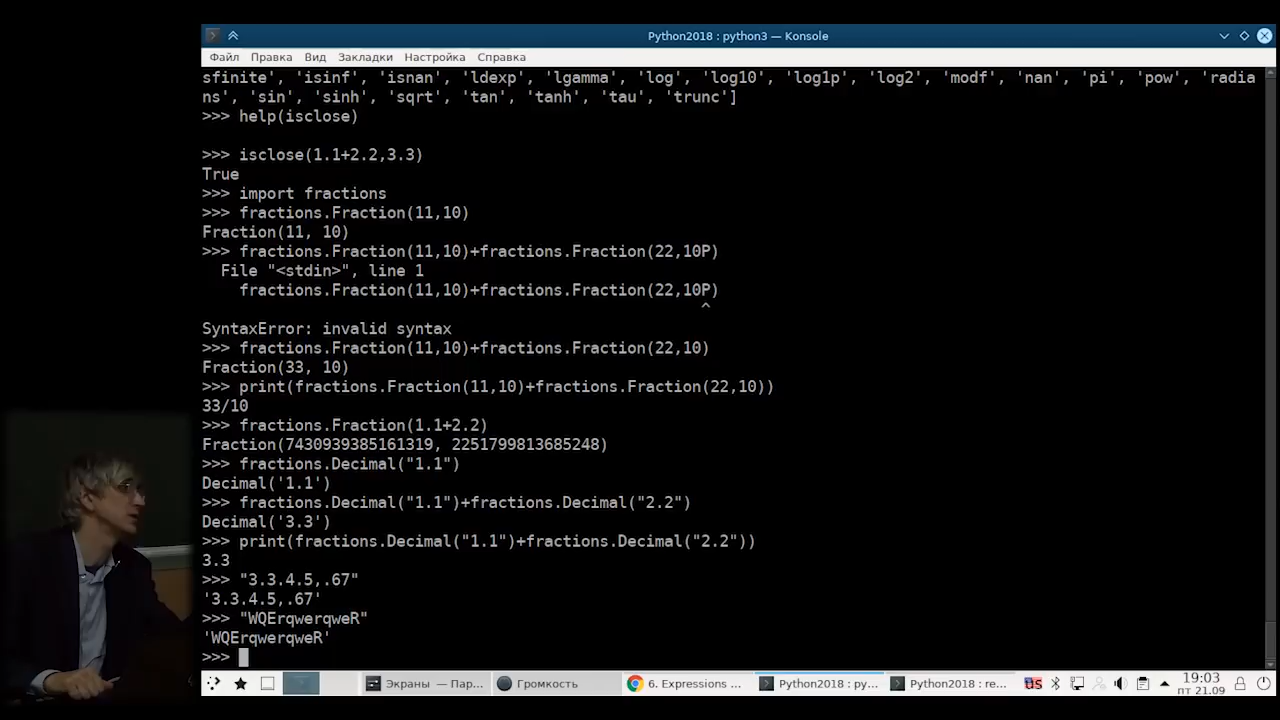 Python2018 : python3 — Konsole
Файл Правка Вид Закладки Настройка Справка
sfinite', 'isinf', 'isnan', 'ldexp', 'lgamma', 'log', 'log10', 'log1p', 'log2', 'modf', 'nan', 'pi', 'pow', 'radia
ns', 'sin', 'sinh', 'sqrt', 'tan', 'tanh', 'tau', 'trunc']
>>> help(isclose)
>>> isclose(1.1+2.2,3.3)
True
>>> import fractions
>>> fractions.Fraction(11,10)
Fraction(11, 10)
>>> fractions.Fraction(11,10)+fractions.Fraction(22,10P)
  File "<stdin>", line 1
    fractions.Fraction(11,10)+fractions.Fraction(22,10P)
                                                      ^
SyntaxError: invalid syntax
>>> fractions.Fraction(11,10)+fractions.Fraction(22,10)
Fraction(33, 10)
>>> print(fractions.Fraction(11,10)+fractions.Fraction(22,10))
33/10
>>> fractions.Fraction(1.1+2.2)
Fraction(7430939385161319, 2251799813685248)
>>> fractions.Decimal("1.1")
Decimal('1.1')
>>> fractions.Decimal("1.1")+fractions.Decimal("2.2")
Decimal('3.3')
>>> print(fractions.Decimal("1.1")+fractions.Decimal("2.2"))
3.3
>>> "3.3.4.5,.67"
'3.3.4.5,.67'
>>> "WQErqwerqweR"
'WQErqwerqweR'
>>>
Экраны — Пар... Громкость 6. Expressions ... Python2018 : py... Python2018 : re... us 19:03
пт 21.09